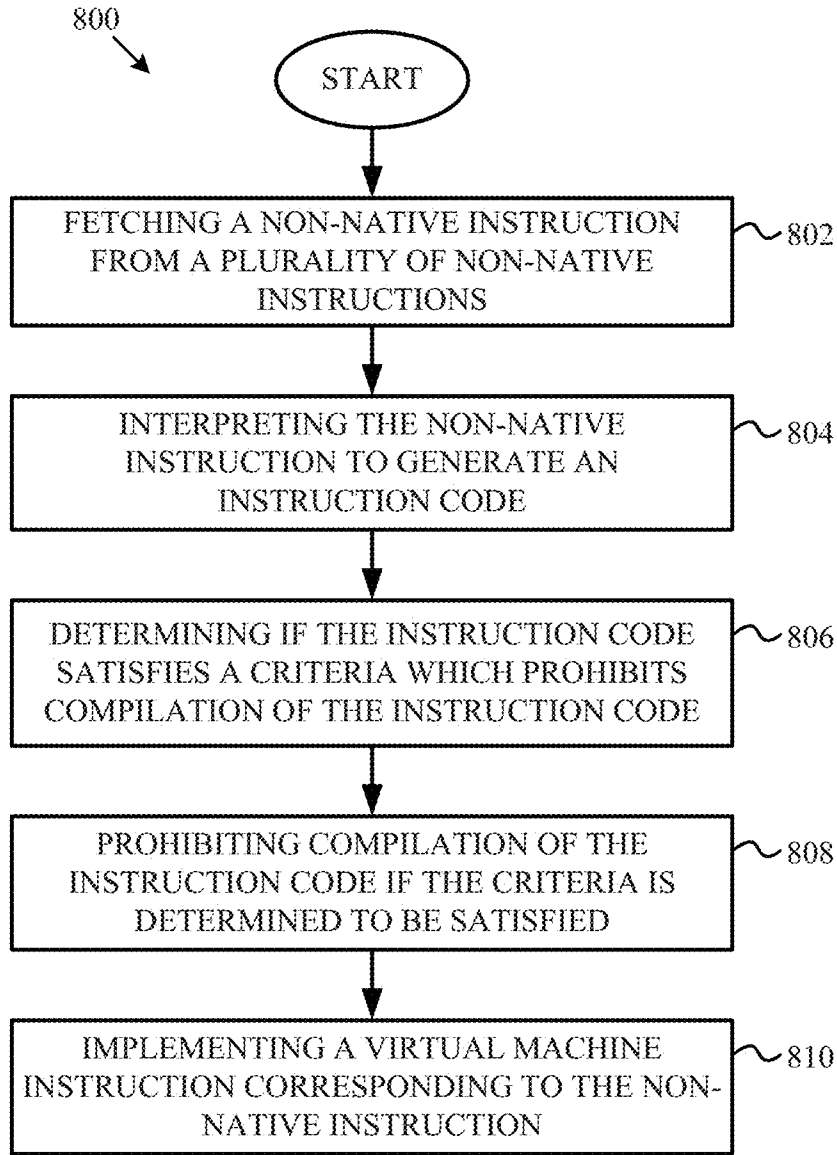 800
START
FETCHING A NON-NATIVE INSTRUCTION
FROM A PLURALITY OF NON-NATIVE
INSTRUCTIONS
802
INTERPRETING THE NON-NATIVE
INSTRUCTION TO GENERATE AN
INSTRUCTION CODE
804
DETERMINING IF THE INSTRUCTION CODE
SATISFIES A CRITERIA WHICH PROHIBITS
COMPILATION OF THE INSTRUCTION CODE
806
PROHIBITING COMPILATION OF THE
INSTRUCTION CODE IF THE CRITERIA IS
DETERMINED TO BE SATISFIED
808
IMPLEMENTING A VIRTUAL MACHINE
INSTRUCTION CORRESPONDING TO THE NON-
NATIVE INSTRUCTION
810